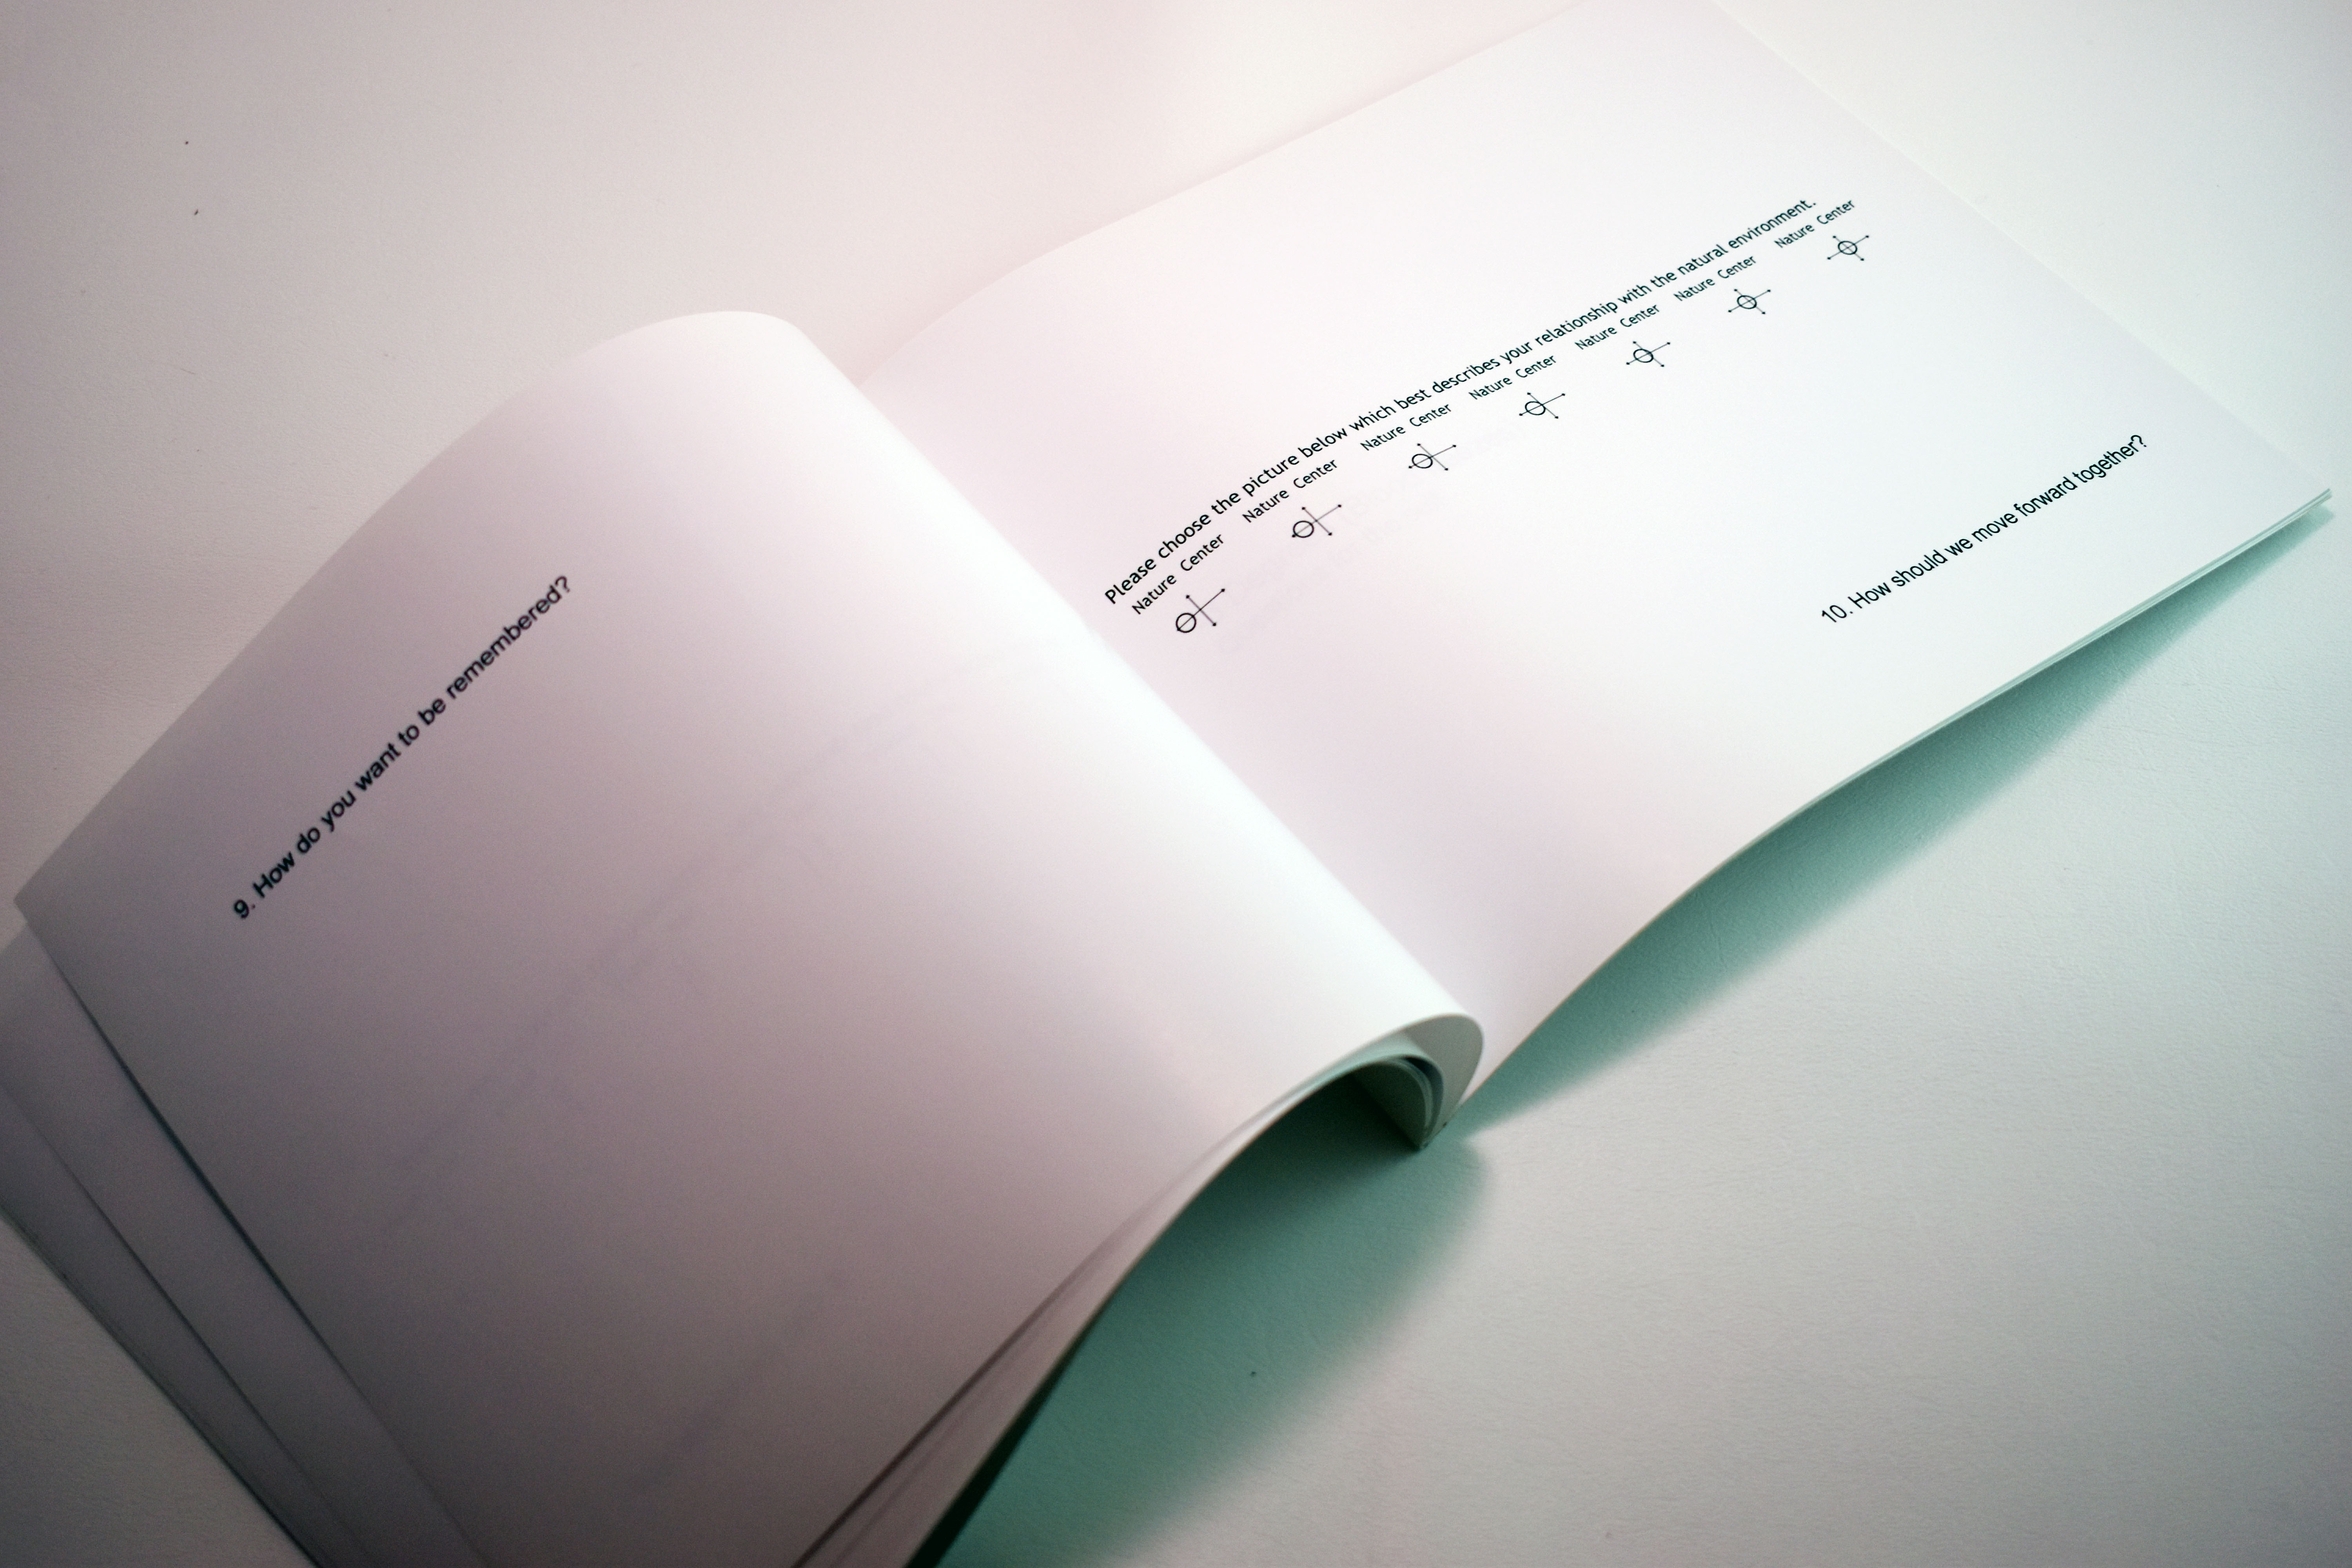 9. How do you want to be remembered?
Please choose the picture below which best describes your relationship with the natural environment.
Nature Center Nature Center Nature Center Nature Center Nature Center Nature Center Nature Center
10. How should we move forward together?